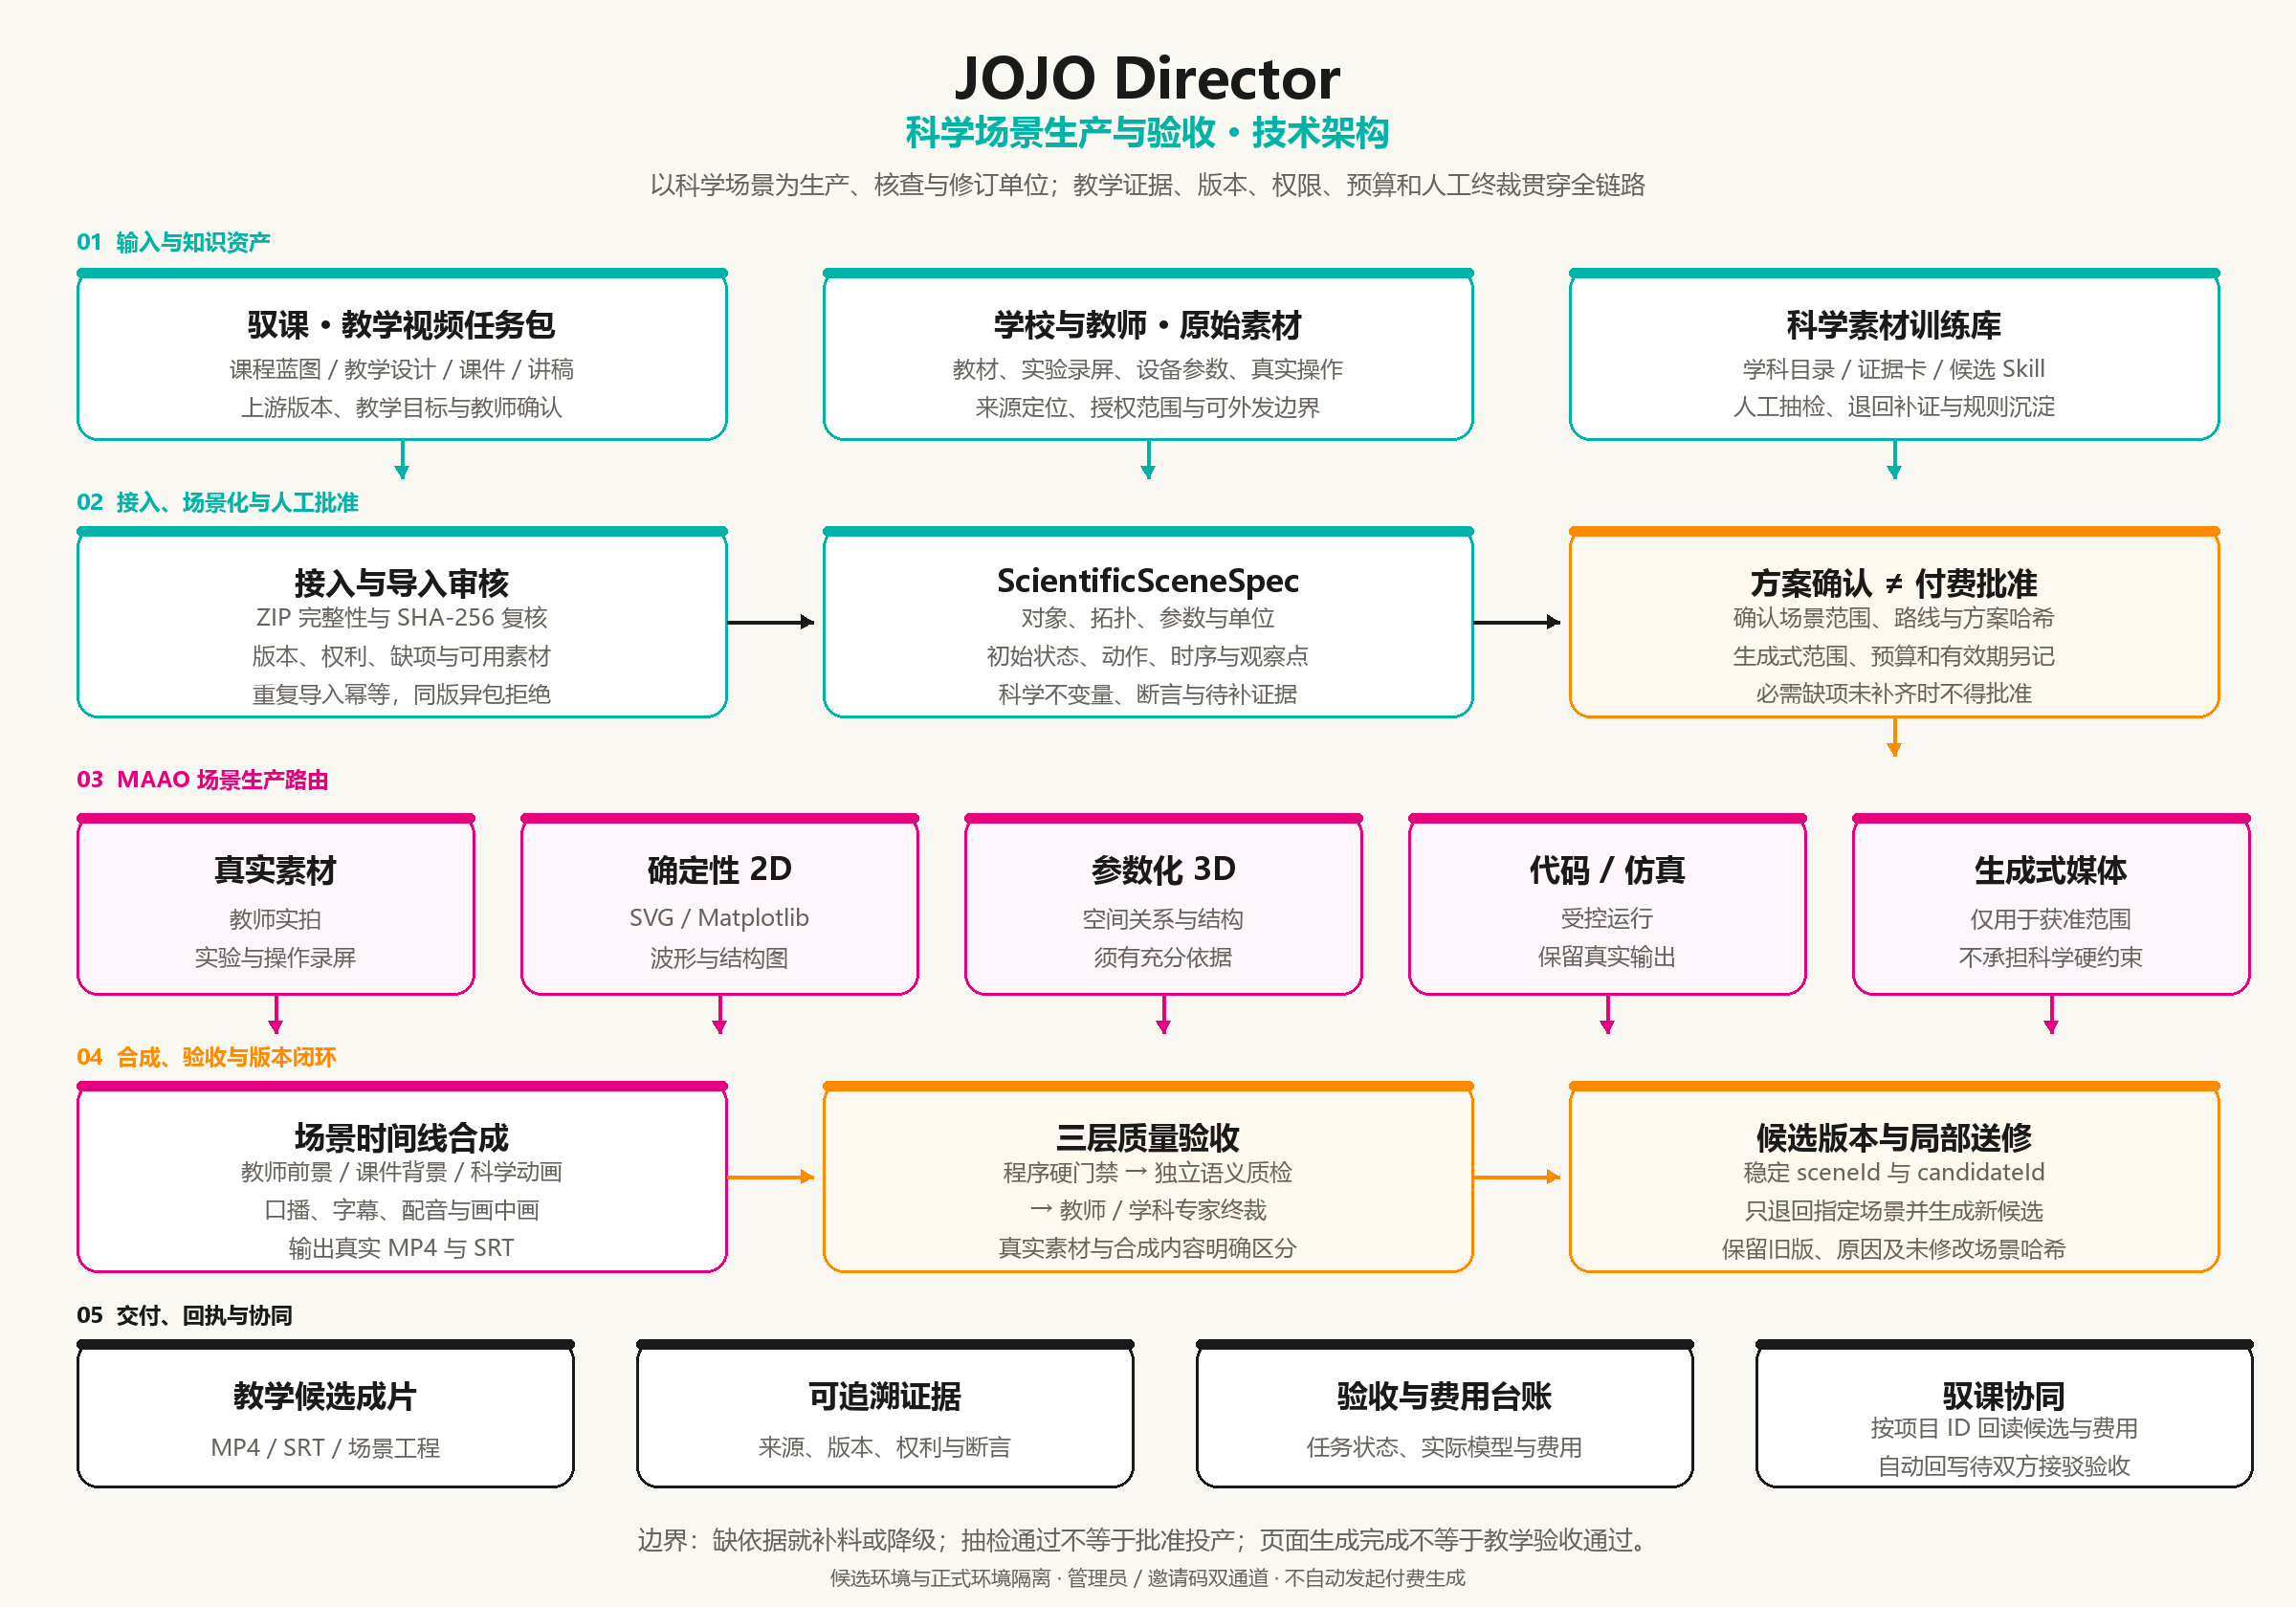 JOJO Director
科学场景生产与验收・技术架构
以科学场景为生产、核查与修订单位；教学证据、版本、权限、预算和人工终裁贯穿全链路
01 输入与知识资产
驭课・教学视频任务包
课程蓝图 / 教学设计 / 课件 / 讲稿
上游版本、教学目标与教师确认
学校与教师・原始素材
教材、实验录屏、设备参数、真实操作
来源定位、授权范围与可外发边界
科学素材训练库
学科目录 / 证据卡 / 候选 Skill
人工抽检、退回补证与规则沉淀
02 接入、场景化与人工批准
接入与导入审核
ZIP 完整性与 SHA-256 复核
版本、权利、缺项与可用素材
重复导入幂等，同版异包拒绝
ScientificSceneSpec
对象、拓扑、参数与单位
初始状态、动作、时序与观察点
科学不变量、断言与待补证据
方案确认 ≠ 付费批准
确认场景范围、路线与方案哈希
生成式范围、预算和有效期另记
必需缺项未补齐时不得批准
03 MAAO 场景生产路由
真实素材
教师实拍
实验与操作录屏
确定性 2D
SVG / Matplotlib
波形与结构图
参数化 3D
空间关系与结构
须有充分依据
代码 / 仿真
受控运行
保留真实输出
生成式媒体
仅用于获准范围
不承担科学硬约束
04 合成、验收与版本闭环
场景时间线合成
教师前景 / 课件背景 / 科学动画
口播、字幕、配音与画中画
输出真实 MP4 与 SRT
三层质量验收
程序硬门禁 → 独立语义质检
→ 教师 / 学科专家终裁
真实素材与合成内容明确区分
候选版本与局部送修
稳定 sceneId 与 candidateId
只退回指定场景并生成新候选
保留旧版、原因及未修改场景哈希
05 交付、回执与协同
教学候选成片
MP4 / SRT / 场景工程
可追溯证据
来源、版本、权利与断言
验收与费用台账
任务状态、实际模型与费用
驭课协同
按项目 ID 回读候选与费用
自动回写待双方接驳验收
边界：缺依据就补料或降级；抽检通过不等于批准投产；页面生成完成不等于教学验收通过。
候选环境与正式环境隔离 · 管理员 / 邀请码双通道 · 不自动发起付费生成